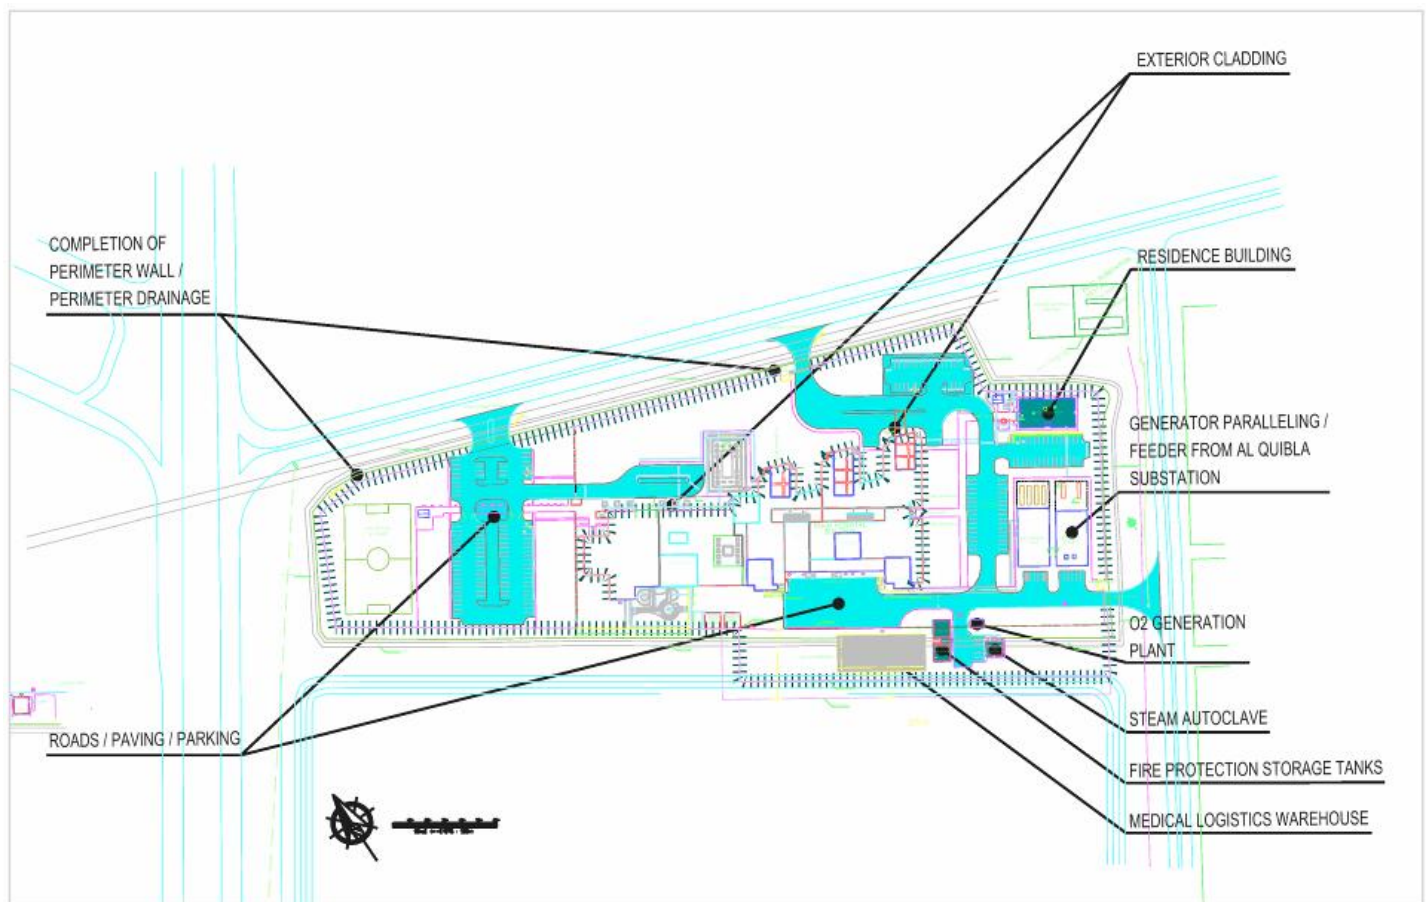 EXTERIOR CLADDING
COMPLETION OF
PERIMETER WALL /
PERIMETER DRAINAGE
RESIDENCE BUILDING
GENERATOR PARALLELING /
FEEDER FROM AL QUIBLA
SUBSTATION
O2 GENERATION
PLANT
STEAM AUTOCLAVE
ROADS / PAVING / PARKING
FIRE PROTECTION STORAGE TANKS
MEDICAL LOGISTICS WAREHOUSE